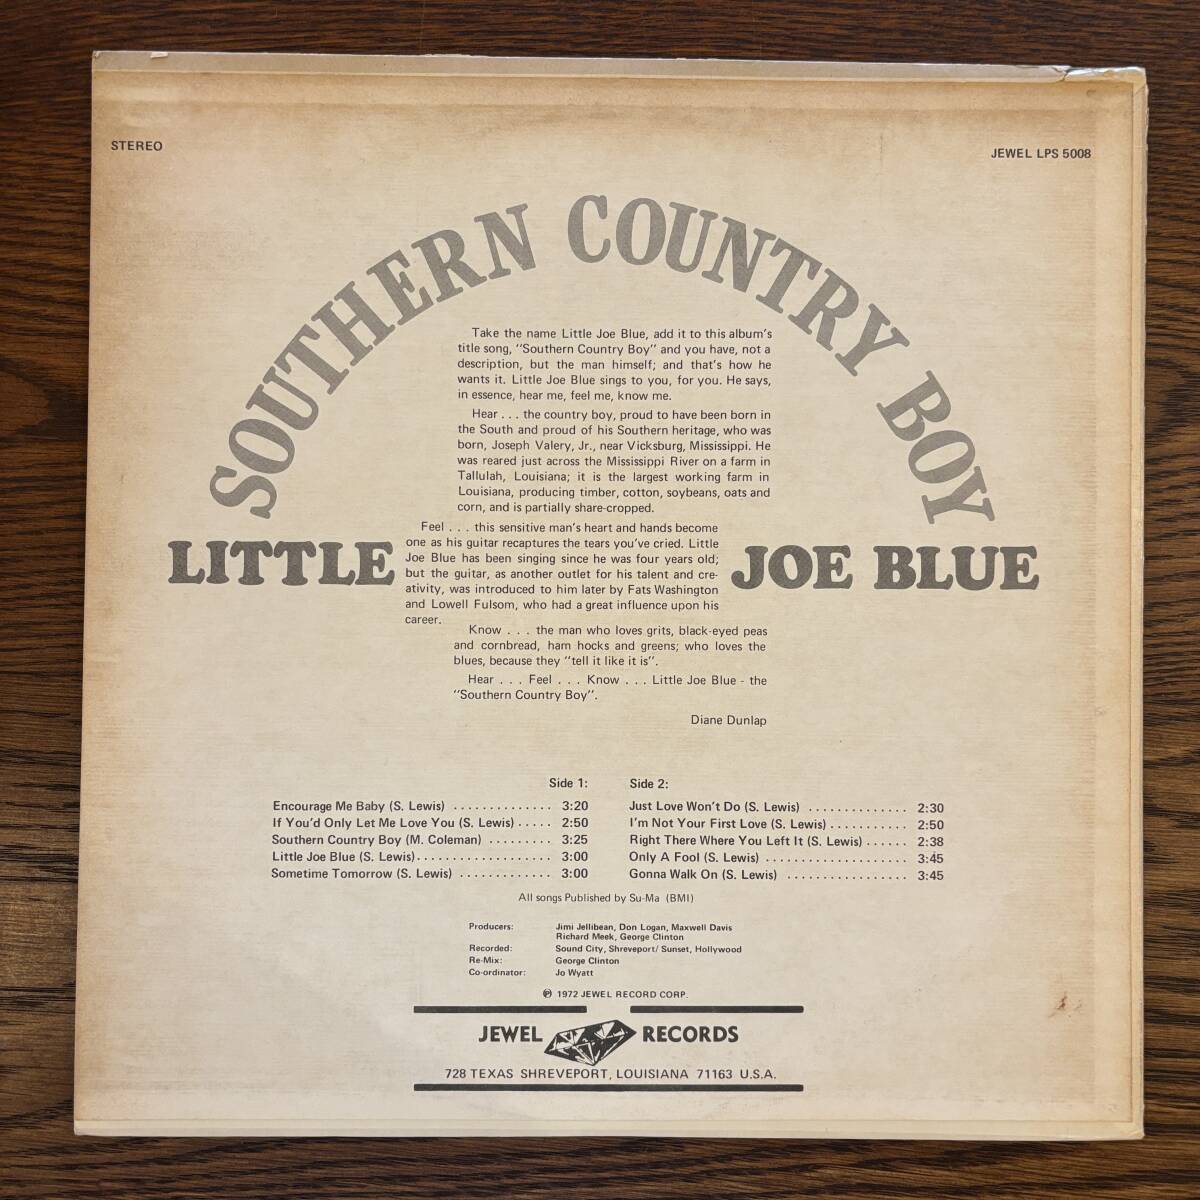 STEREO
JEWEL LPS 5008
SOUTHERN COUNTRY BOY
LITTLE JOE BLUE
Take the name Little Joe Blue, add it to this album's
title song, "Southern Country Boy" and you have, not a
description, but the man himself; and that's how he
wants it. Little Joe Blue sings to you, for you. He says,
in essence, hear me, feel me, know me.
Hear . . . the country boy, proud to have been born in
the South and proud of his Southern heritage, who was
born, Joseph Valery, Jr., near Vicksburg, Mississippi. He
was reared just across the Mississippi River on a farm in
Tallulah, Louisiana; it is the largest working farm in
Louisiana, producing timber, cotton, soybeans, oats and
corn, and is partially share-cropped.
Feel . . . this sensitive man's heart and hands become
one as his guitar recaptures the tears you've cried. Little
Joe Blue has been singing since he was four years old;
but the guitar, as another outlet for his talent and cre-
ativity, was introduced to him later by Fats Washington
and Lowell Fulsom, who had a great influence upon his
career.
Know . . . the man who loves grits, black-eyed peas
and cornbread, ham hocks and greens; who loves the
blues, because they "tell it like it is".
Hear . . . Feel . . . Know . . . Little Joe Blue - the
"Southern Country Boy".
Diane Dunlap
Side 1:
Encourage Me Baby (S. Lewis) . . . . . . . . . . . . . . 3:20
If You'd Only Let Me Love You (S. Lewis) . . . . . 2:50
Southern Country Boy (M. Coleman) . . . . . . . . . 3:25
Little Joe Blue (S. Lewis). . . . . . . . . . . . . . . . . . . 3:00
Sometime Tomorrow (S. Lewis) . . . . . . . . . . . . . 3:00
Side 2:
Just Love Won't Do (S. Lewis) . . . . . . . . . . . . . . 2:30
I'm Not Your First Love (S. Lewis) . . . . . . . . . . . 2:50
Right There Where You Left It (S. Lewis) . . . . . . 2:38
Only A Fool (S. Lewis) . . . . . . . . . . . . . . . . . . . . 3:45
Gonna Walk On (S. Lewis) . . . . . . . . . . . . . . . . . 3:45
All songs Published by Su-Ma (BMI)
Producers: Jimi Jellibean, Don Logan, Maxwell Davis
Richard Meek, George Clinton
Recorded: Sound City, Shreveport/ Sunset, Hollywood
Re-Mix: George Clinton
Co-ordinator: Jo Wyatt
℗ 1972 JEWEL RECORD CORP.
JEWEL RECORDS
728 TEXAS SHREVEPORT, LOUISIANA 71163 U.S.A.